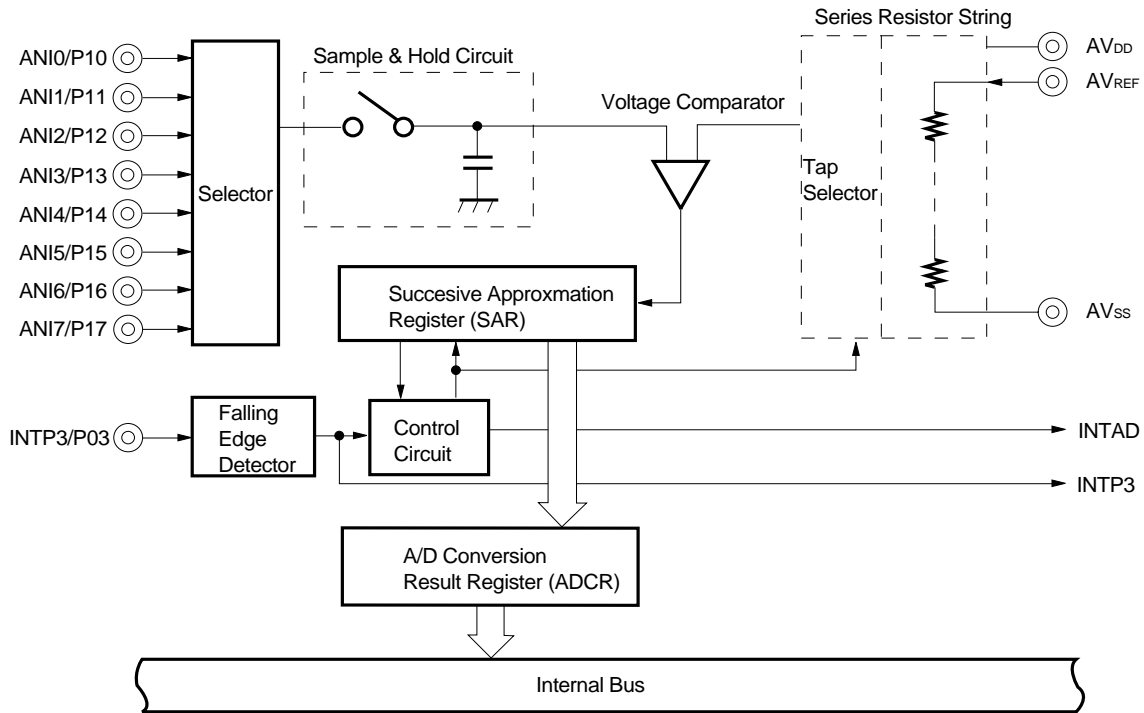 Series Resistor String
ANI0/P10
ANI1/P11
ANI2/P12
ANI3/P13
ANI4/P14
ANI5/P15
ANI6/P16
ANI7/P17
Selector
Sample & Hold Circuit
Voltage Comparator
Tap
Selector
AVDD
AVREF
AVSS
Succesive Approxmation
Register (SAR)
INTP3/P03
Falling
Edge
Detector
Control
Circuit
INTAD
INTP3
A/D Conversion
Result Register (ADCR)
Internal Bus